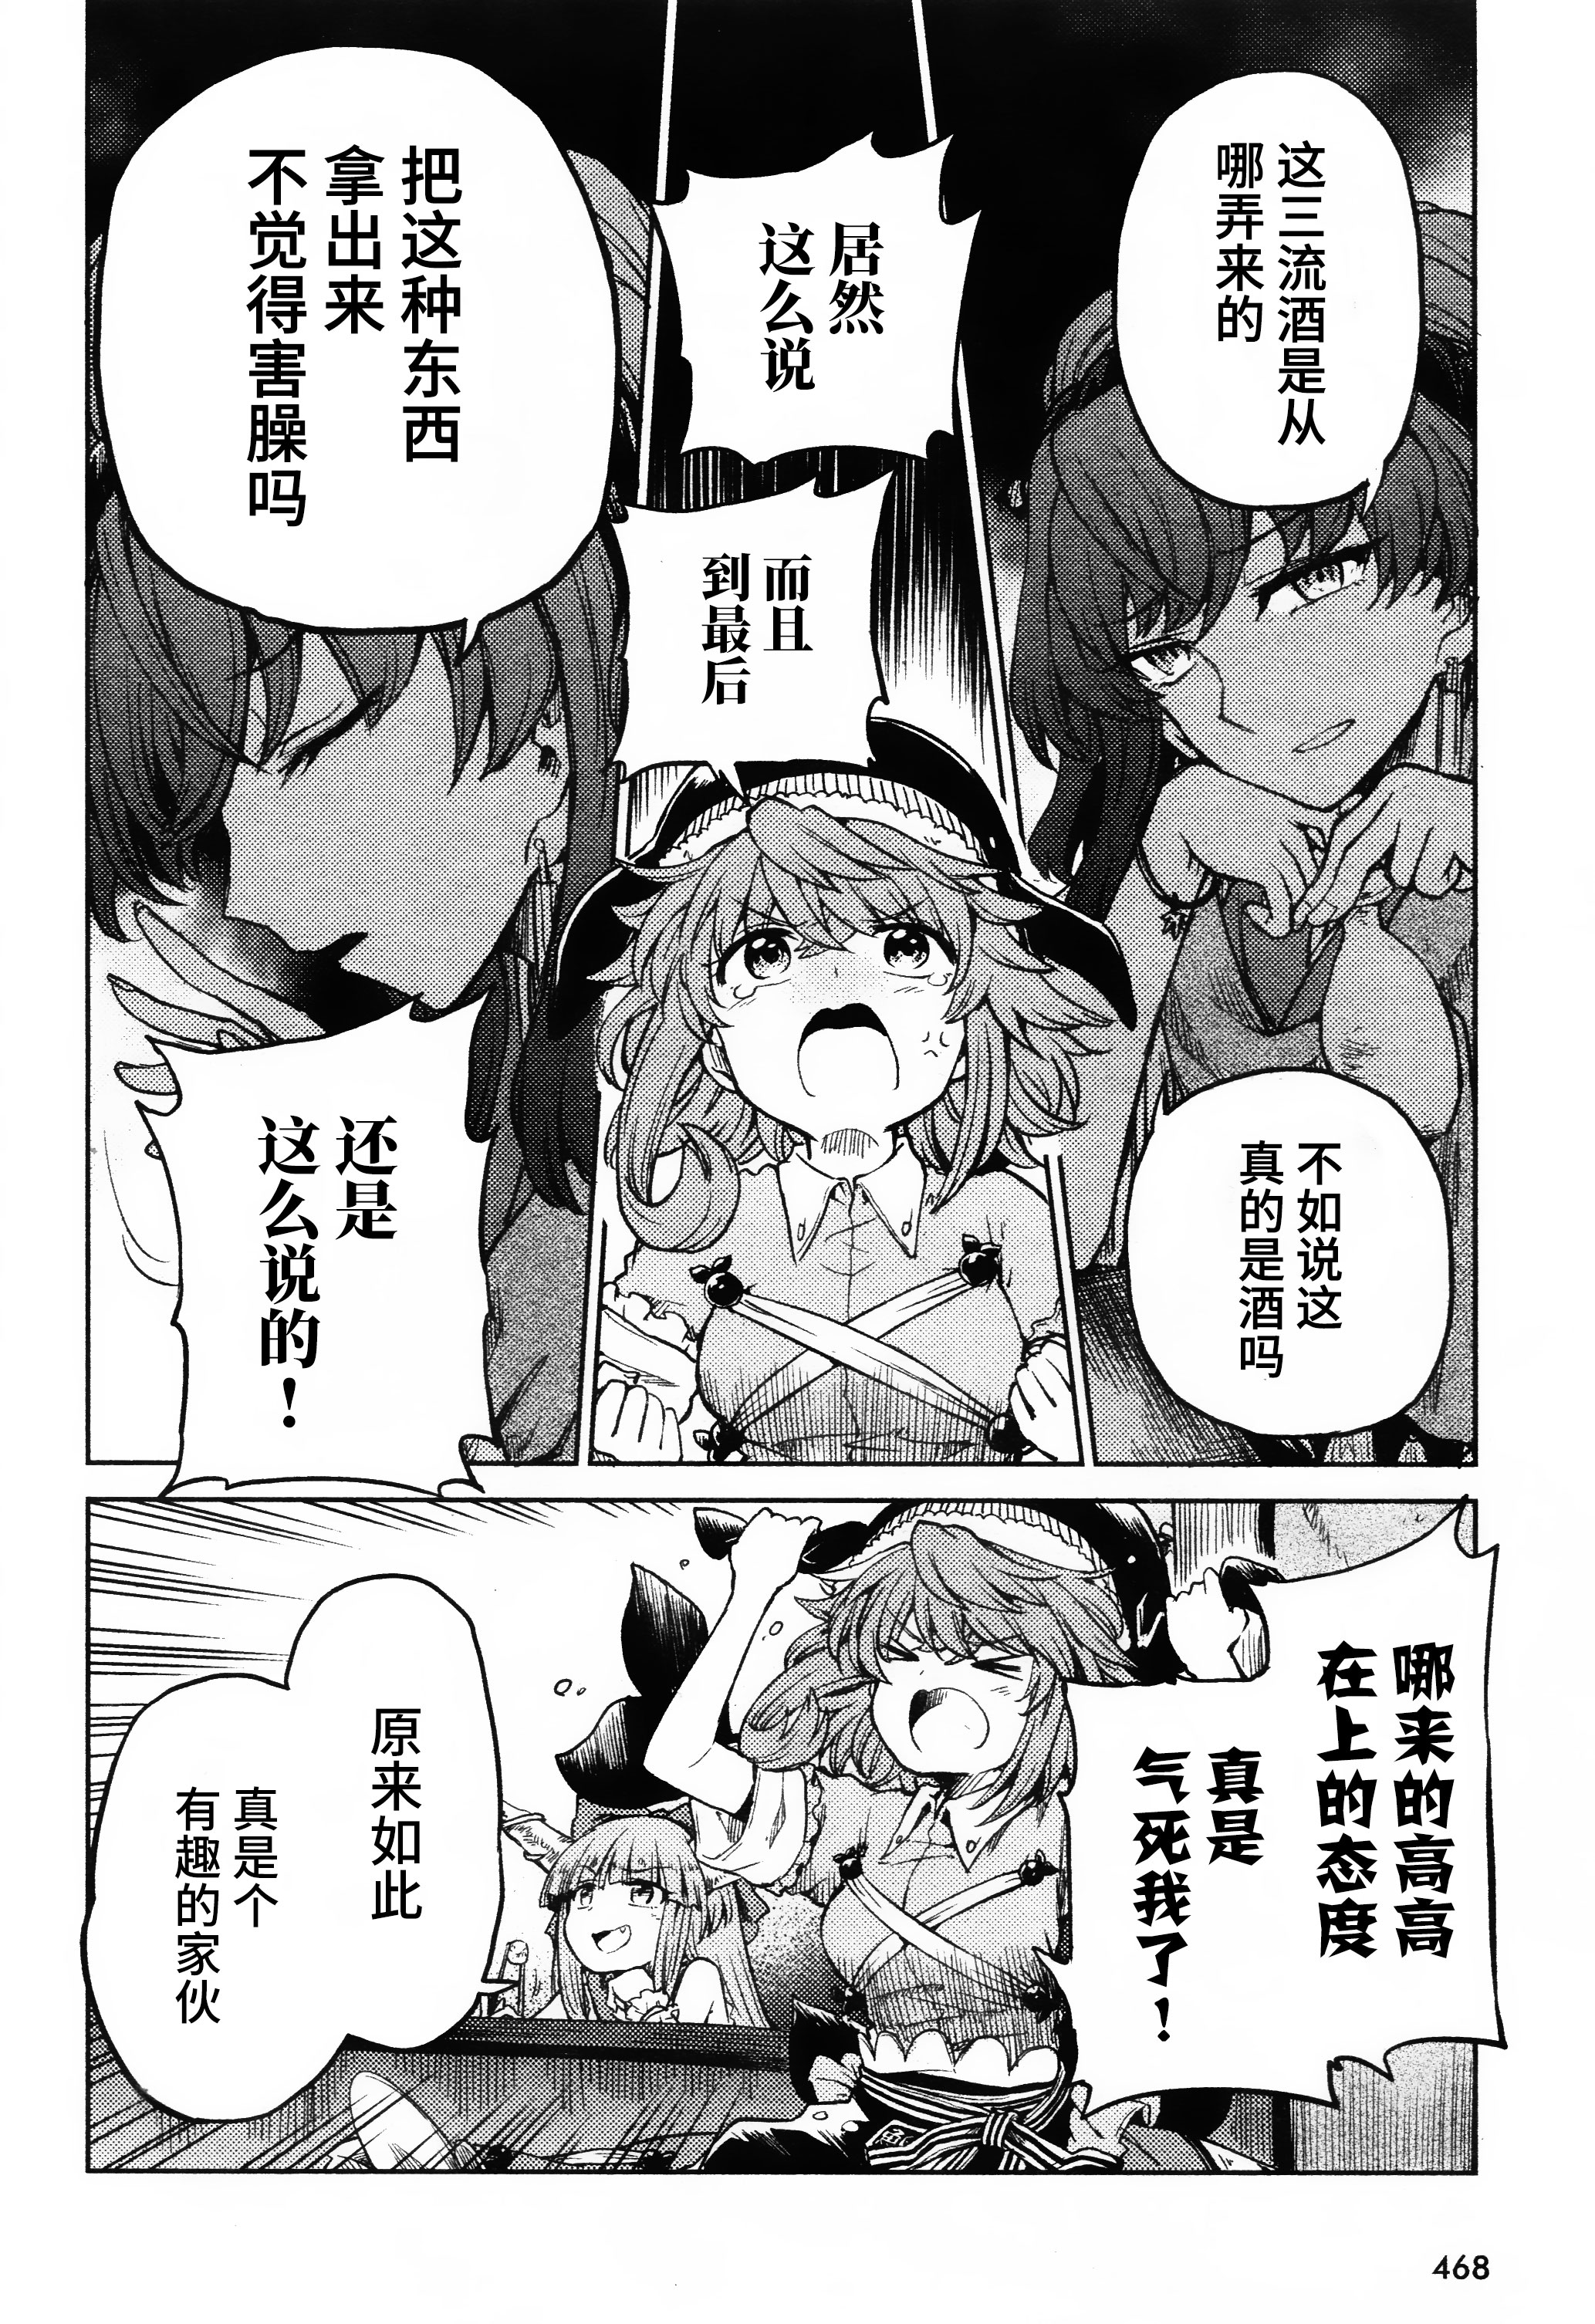 这三流酒是从
哪弄来的
不如说这
真的是酒吗
居然
这么说
而且
到最后
把这种东西
拿出来
不觉得害臊吗
还是
这么说的！
哪来的高高
在上的态度
真是
气死我了！
原来如此
真是个
有趣的家伙
468